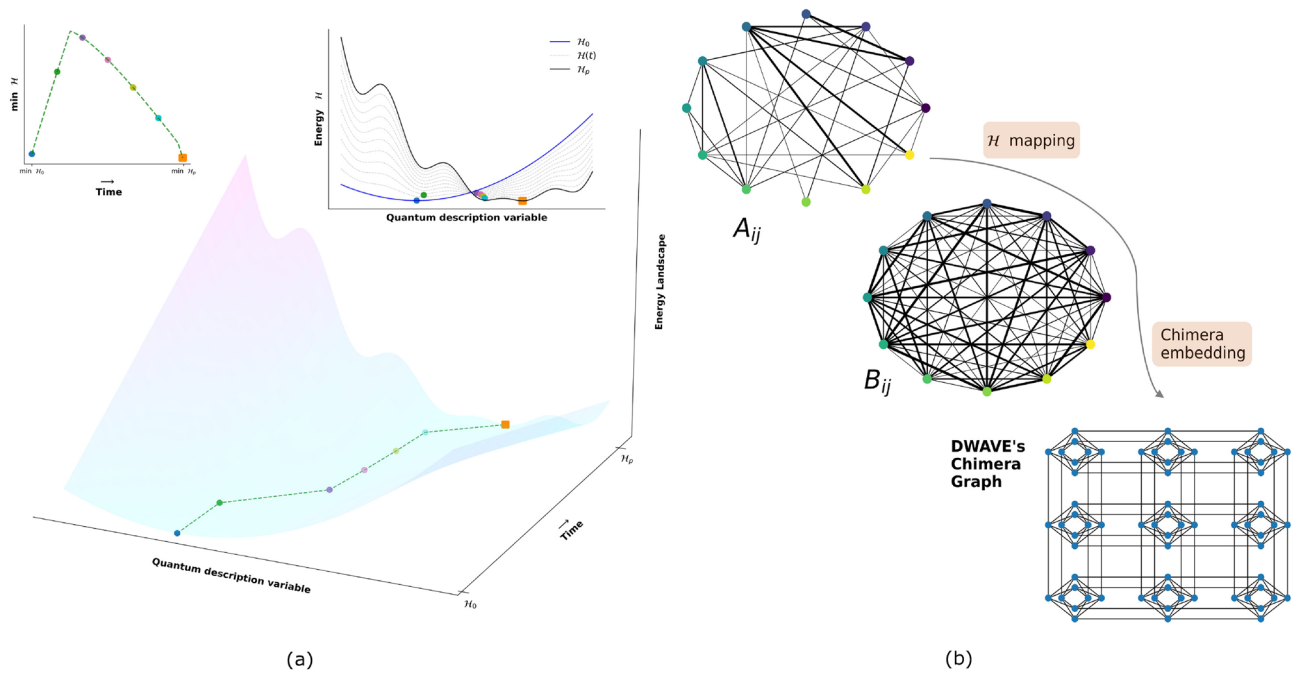 min ℋ
min ℋ₀
min ℋₚ
→
Time
Energy ℋ
ℋ₀
ℋ(t)
ℋₚ
Quantum description variable
Energy Landscape
ℋₚ
→
Time
Quantum description variable
ℋ₀
(a)
Aᵢⱼ
ℋ mapping
Bᵢⱼ
Chimera
embedding
DWAVE's
Chimera
Graph
(b)